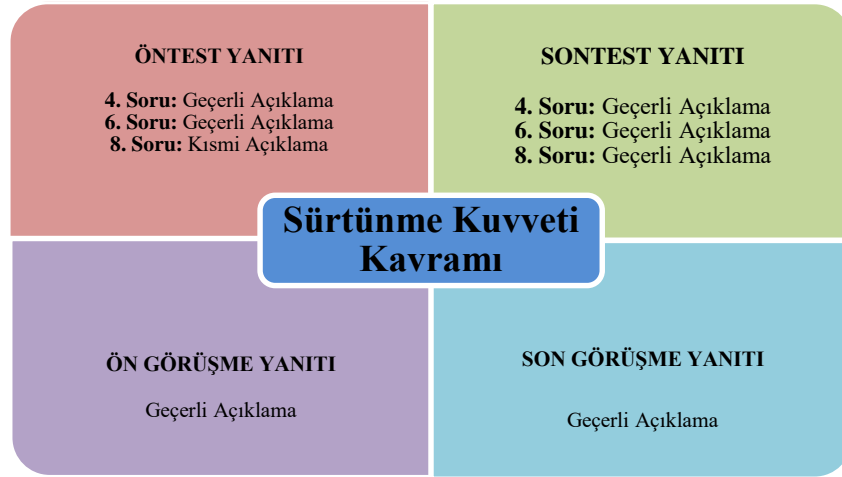 ÖNTEST YANITI
4. Soru: Geçerli Açıklama
6. Soru: Geçerli Açıklama
8. Soru: Kısmi Açıklama
SONTEST YANITI
4. Soru: Geçerli Açıklama
6. Soru: Geçerli Açıklama
8. Soru: Geçerli Açıklama
Sürtünme Kuvveti
Kavramı
ÖN GÖRÜŞME YANITI
Geçerli Açıklama
SON GÖRÜŞME YANITI
Geçerli Açıklama